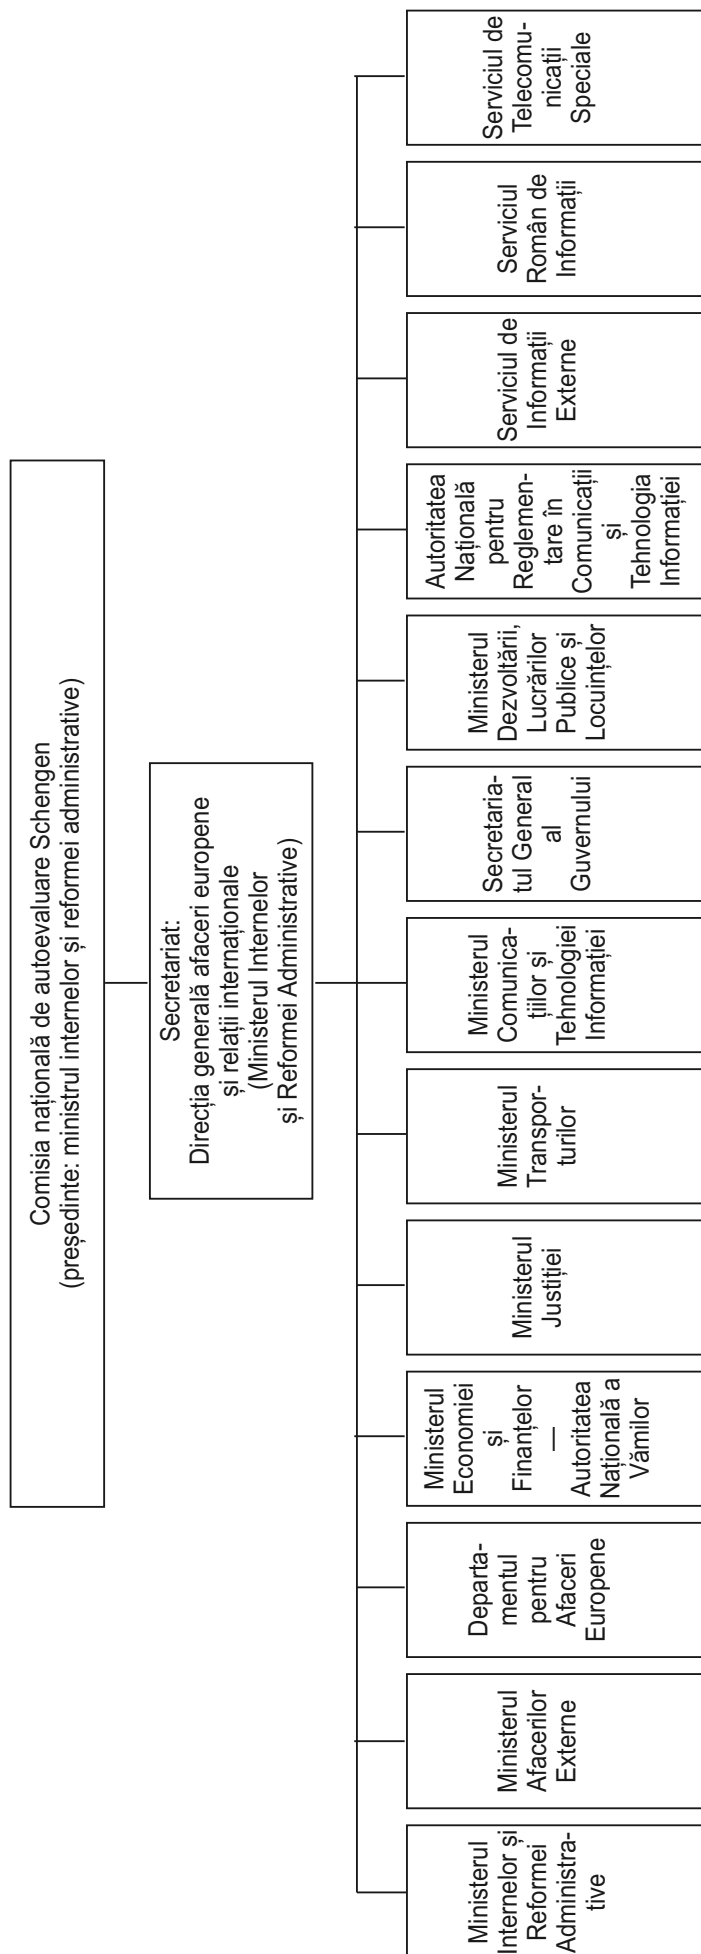 Comisia națională de autoevaluare Schengen
(președinte: ministrul internelor și reformei administrative)
Secretariat:
Direcția generală afaceri europene
și relații internaționale
(Ministerul Internelor
și Reformei Administrative)
Ministerul
Internelor și
Reformei
Administra-
tive
Ministerul
Afacerilor
Externe
Departa-
mentul
pentru
Afaceri
Europene
Ministerul
Economiei
și
Finanțelor
—
Autoritatea
Națională a
Vămilor
Ministerul
Justiției
Ministerul
Transpor-
turilor
Ministerul
Comunica-
țiilor și
Tehnologiei
Informației
Secretaria-
tul General
al
Guvernului
Ministerul
Dezvoltării,
Lucrărilor
Publice și
Locuințelor
Autoritatea
Națională
pentru
Reglemen-
tare în
Comunicații
și
Tehnologia
Informației
Serviciul de
Informații
Externe
Serviciul
Român de
Informații
Serviciul de
Telecomu-
nicații
Speciale